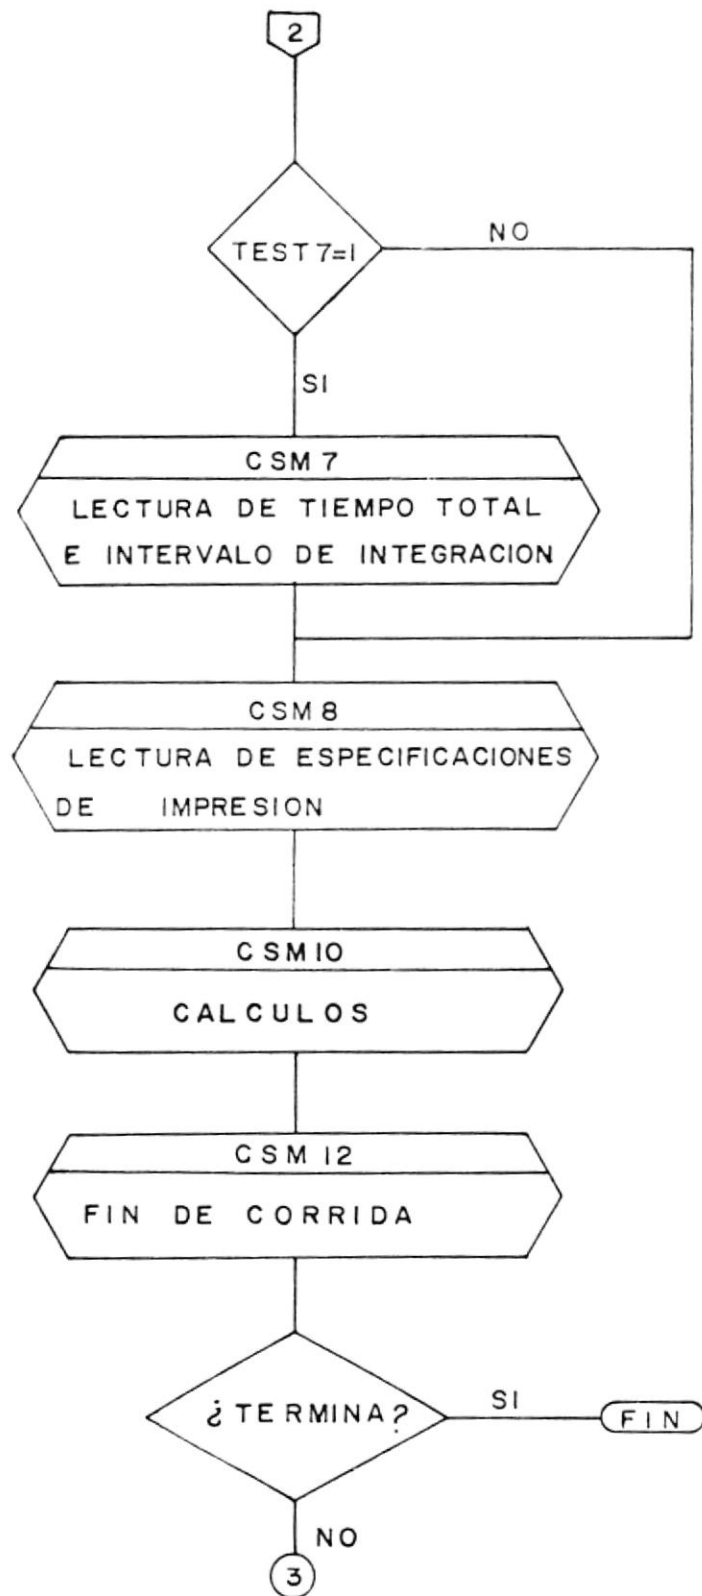 2
TEST7=1
NO
SI
CSM7
LECTURA DE TIEMPO TOTAL
E INTERVALO DE INTEGRACION
CSM8
LECTURA DE ESPECIFICACIONES
DE IMPRESION
CSM10
CALCULOS
CSM12
FIN DE CORRIDA
¿TERMINA?
SI
FIN
NO
3